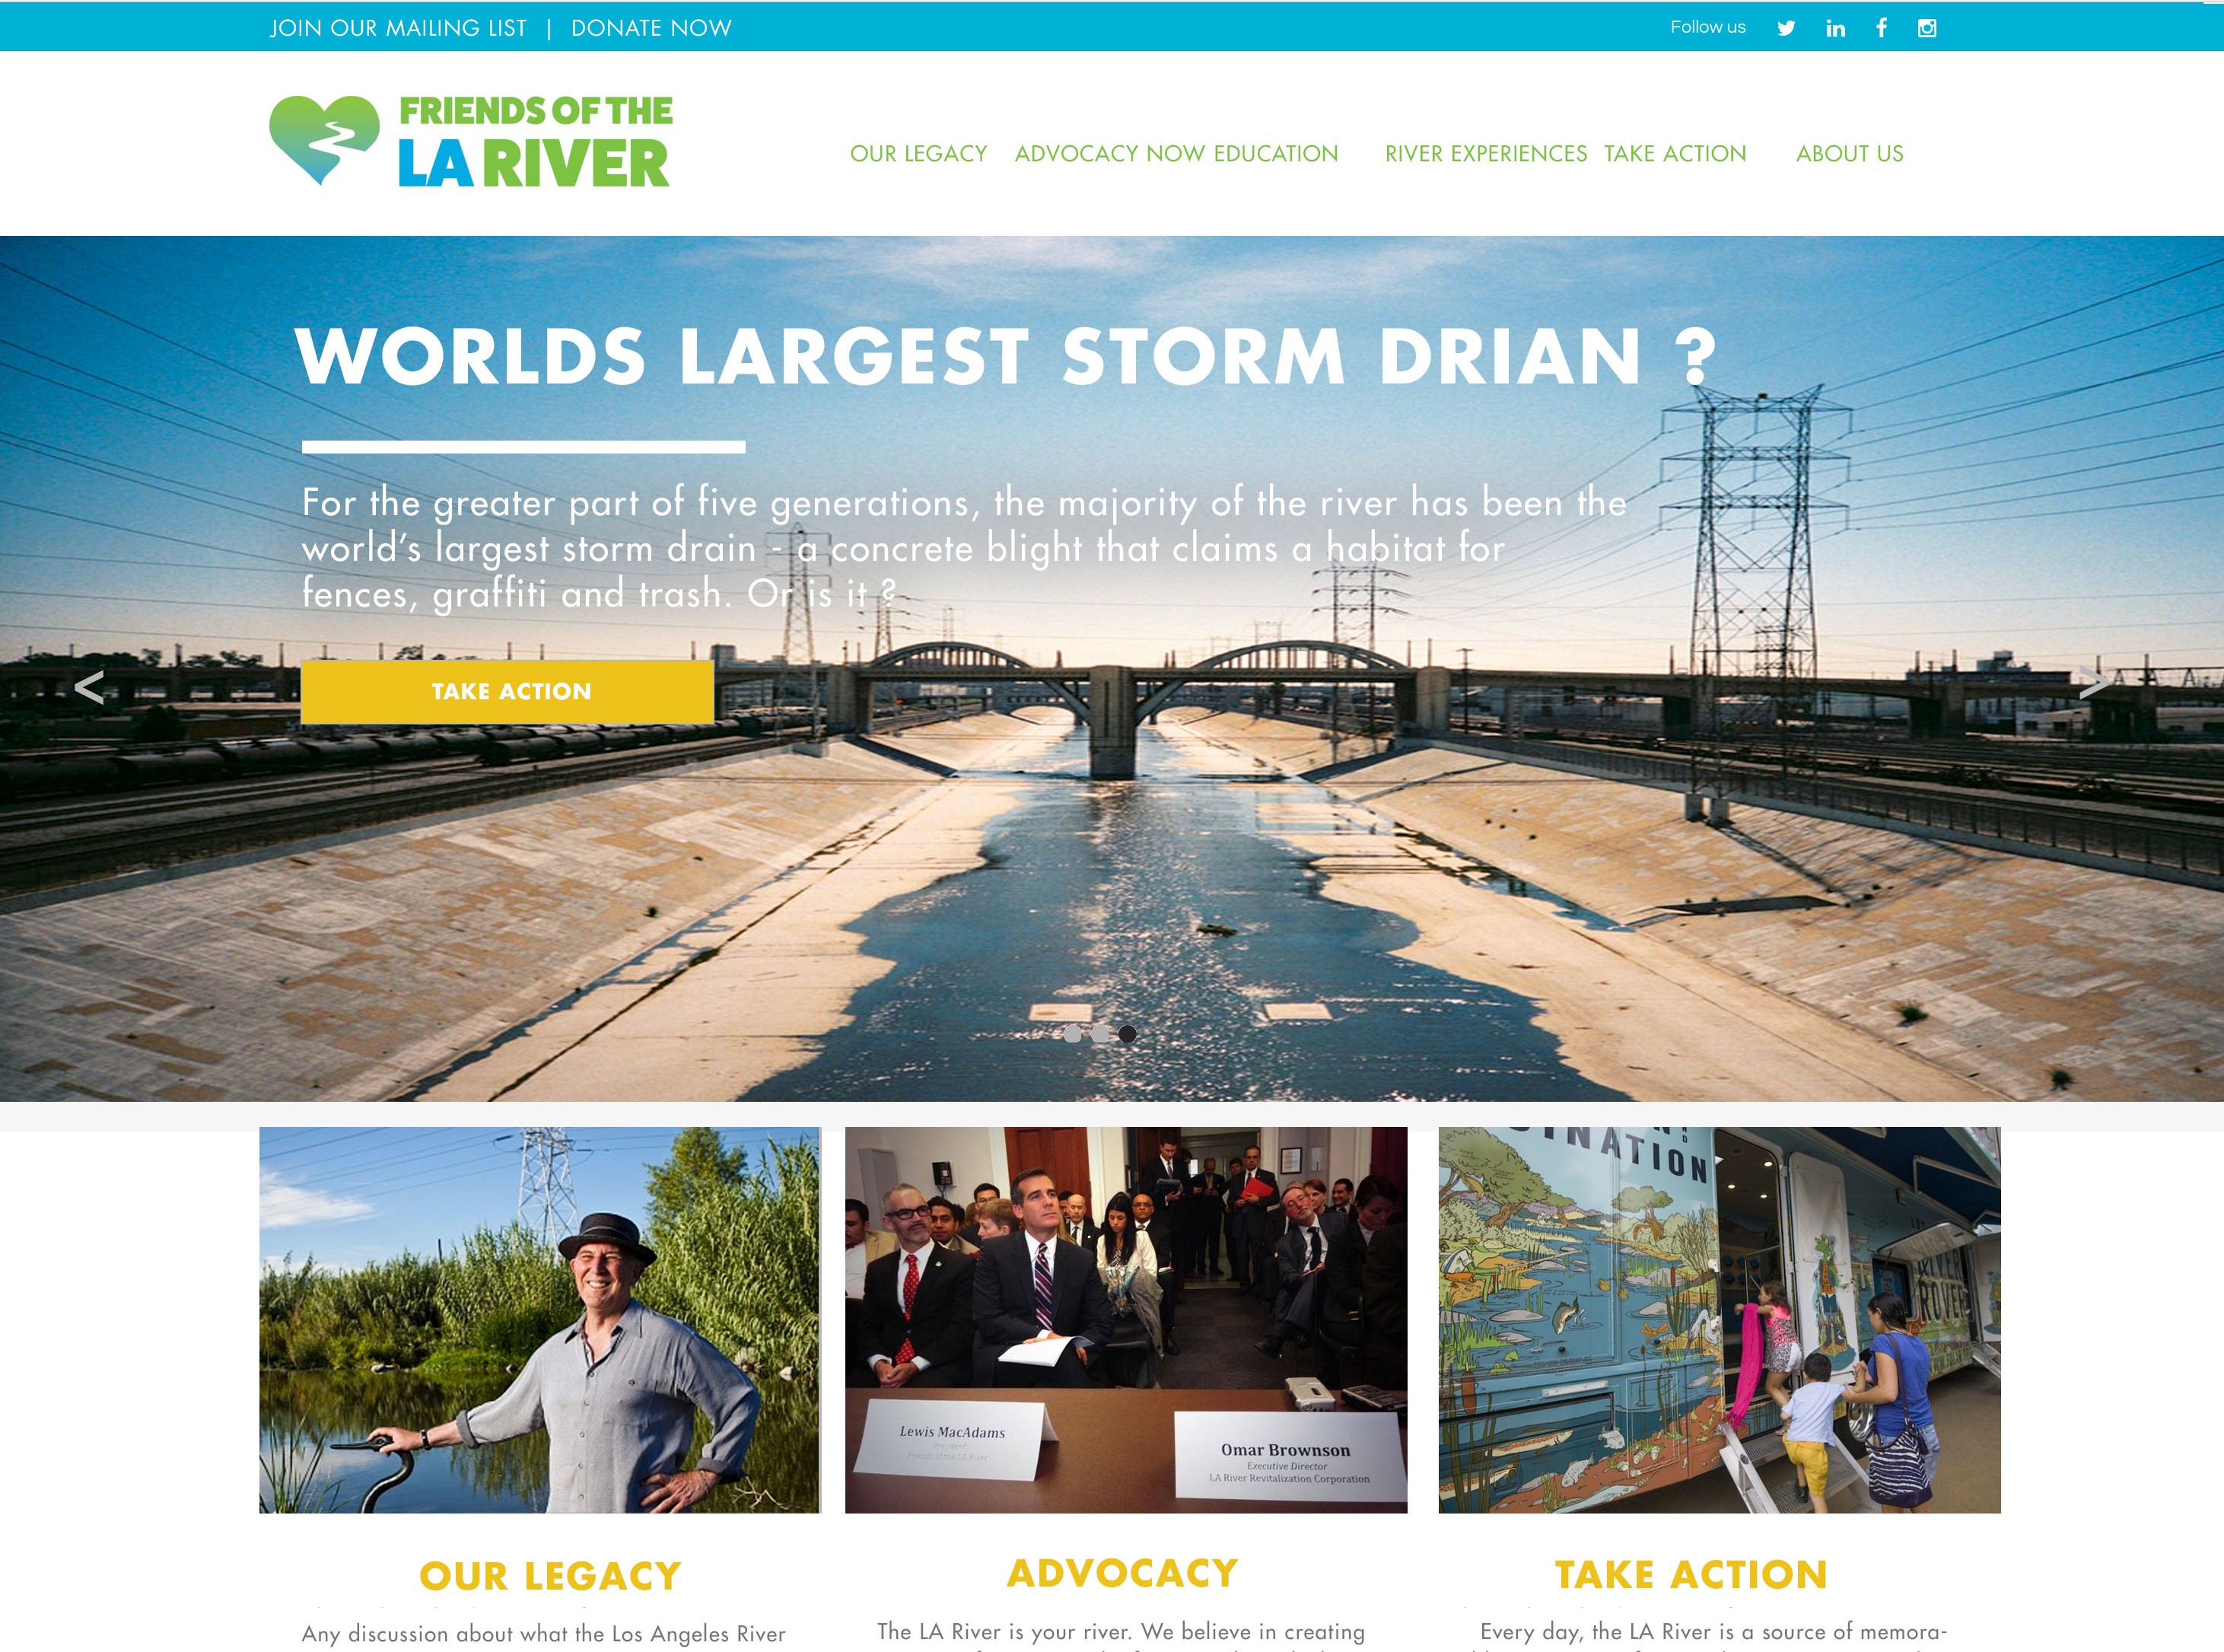 JOIN OUR MAILING LIST | DONATE NOW
Follow us
FRIENDS OF THE
LA RIVER
OUR LEGACY ADVOCACY NOW EDUCATION RIVER EXPERIENCES TAKE ACTION ABOUT US
WORLDS LARGEST STORM DRIAN ?
For the greater part of five generations, the majority of the river has been the
world's largest storm drain - a concrete blight that claims a habitat for
fences, graffiti and trash. Or is it ?
<
>
TAKE ACTION
INATION
RIVER
ROVER
Lewis MacAdams
President
Friends of the LA River
Omar Brownson
Executive Director
LA River Revitalization Corporation
OUR LEGACY
ADVOCACY
TAKE ACTION
Any discussion about what the Los Angeles River
The LA River is your river. We believe in creating
Every day, the LA River is a source of memora-